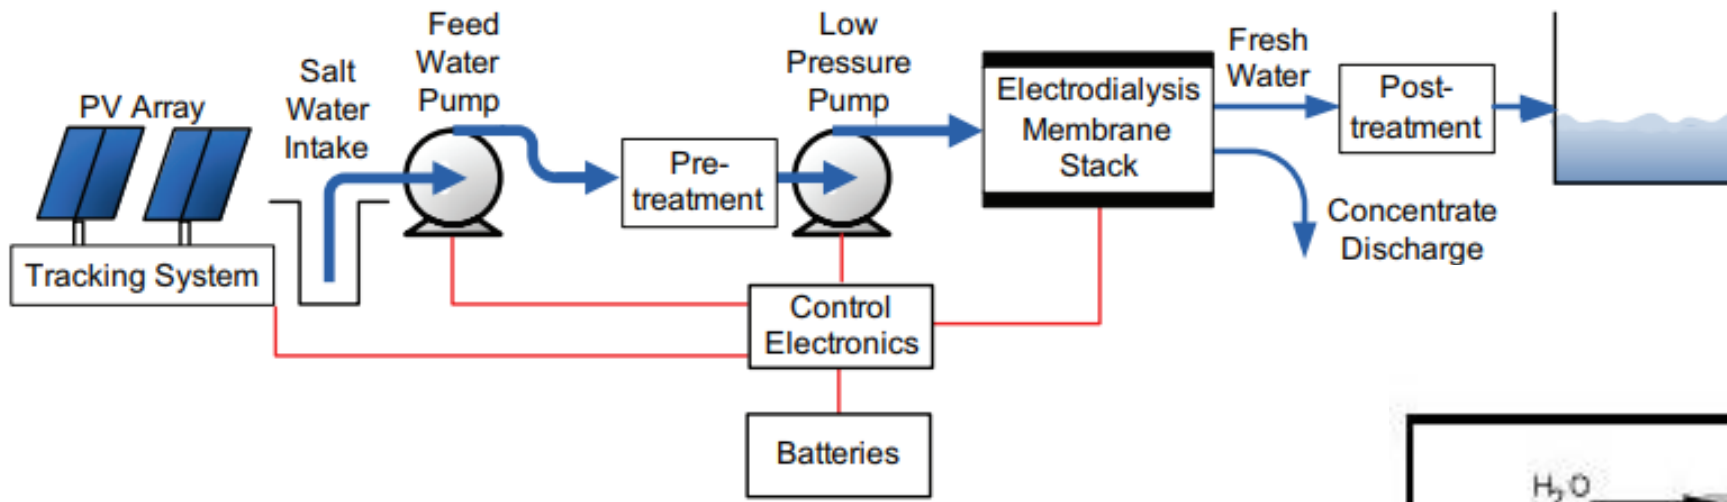 PV Array
Tracking System
Salt
Water
Intake
Feed
Water
Pump
Pre-
treatment
Low
Pressure
Pump
Electrodialysis
Membrane
Stack
Fresh
Water
Post-
treatment
Concentrate
Discharge
Control
Electronics
Batteries
H₂O